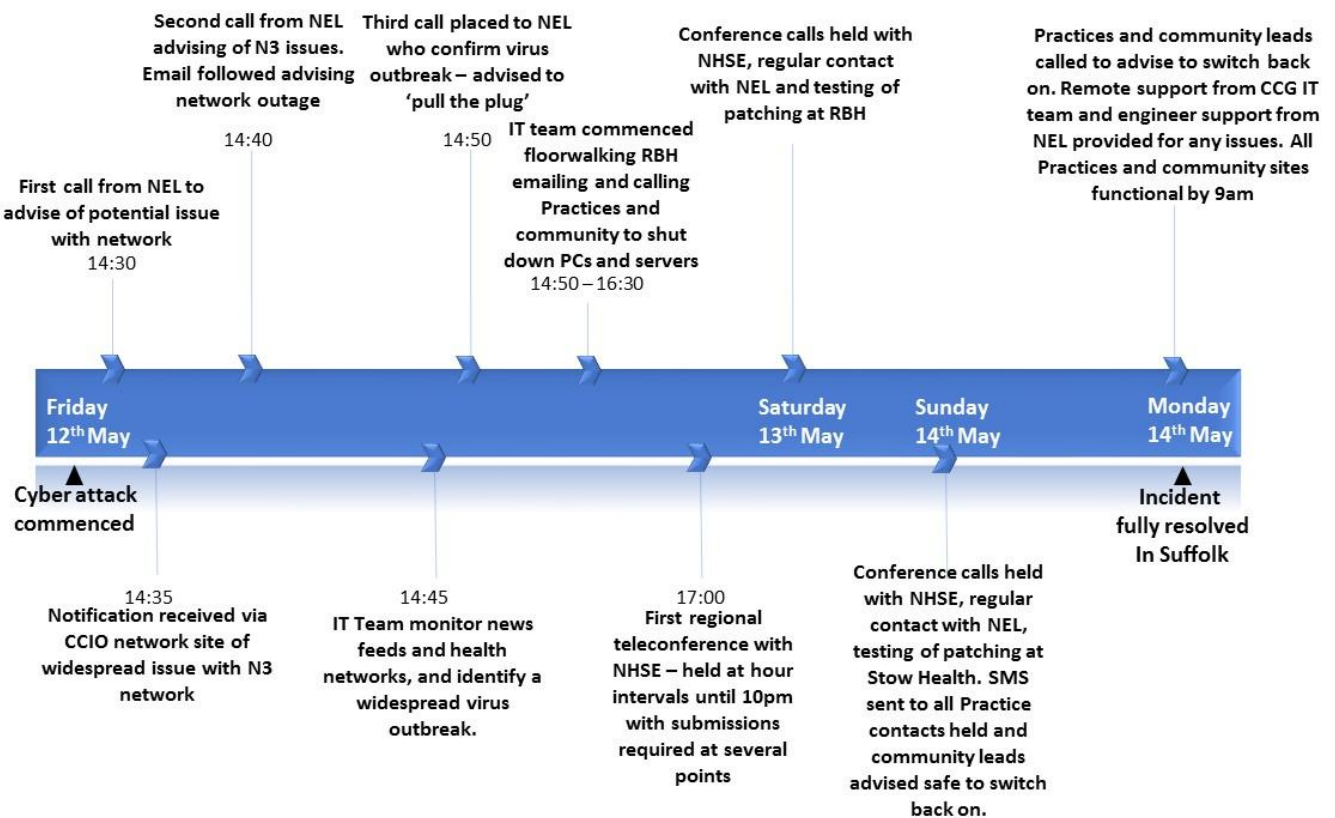 First call from NEL to
advise of potential issue
with network
14:30
Second call from NEL
advising of N3 issues.
Email followed advising
network outage
14:40
Third call placed to NEL
who confirm virus
outbreak – advised to
‘pull the plug’
14:50
IT team commenced
floorwalking RBH
emailing and calling
Practices and
community to shut
down PCs and servers
14:50 – 16:30
Conference calls held with
NHSE, regular contact
with NEL and testing of
patching at RBH
Practices and community leads
called to advise to switch back
on. Remote support from CCG IT
team and engineer support from
NEL provided for any issues. All
Practices and community sites
functional by 9am
Friday
12th May
Saturday
13th May
Sunday
14th May
Monday
14th May
Cyber attack
commenced
Incident
fully resolved
In Suffolk
14:35
Notification received via
CCIO network site of
widespread issue with N3
network
14:45
IT Team monitor news
feeds and health
networks, and identify a
widespread virus
outbreak.
17:00
First regional
teleconference with
NHSE – held at hour
intervals until 10pm
with submissions
required at several
points
Conference calls held
with NHSE, regular
contact with NEL,
testing of patching at
Stow Health. SMS
sent to all Practice
contacts held and
community leads
advised safe to switch
back on.